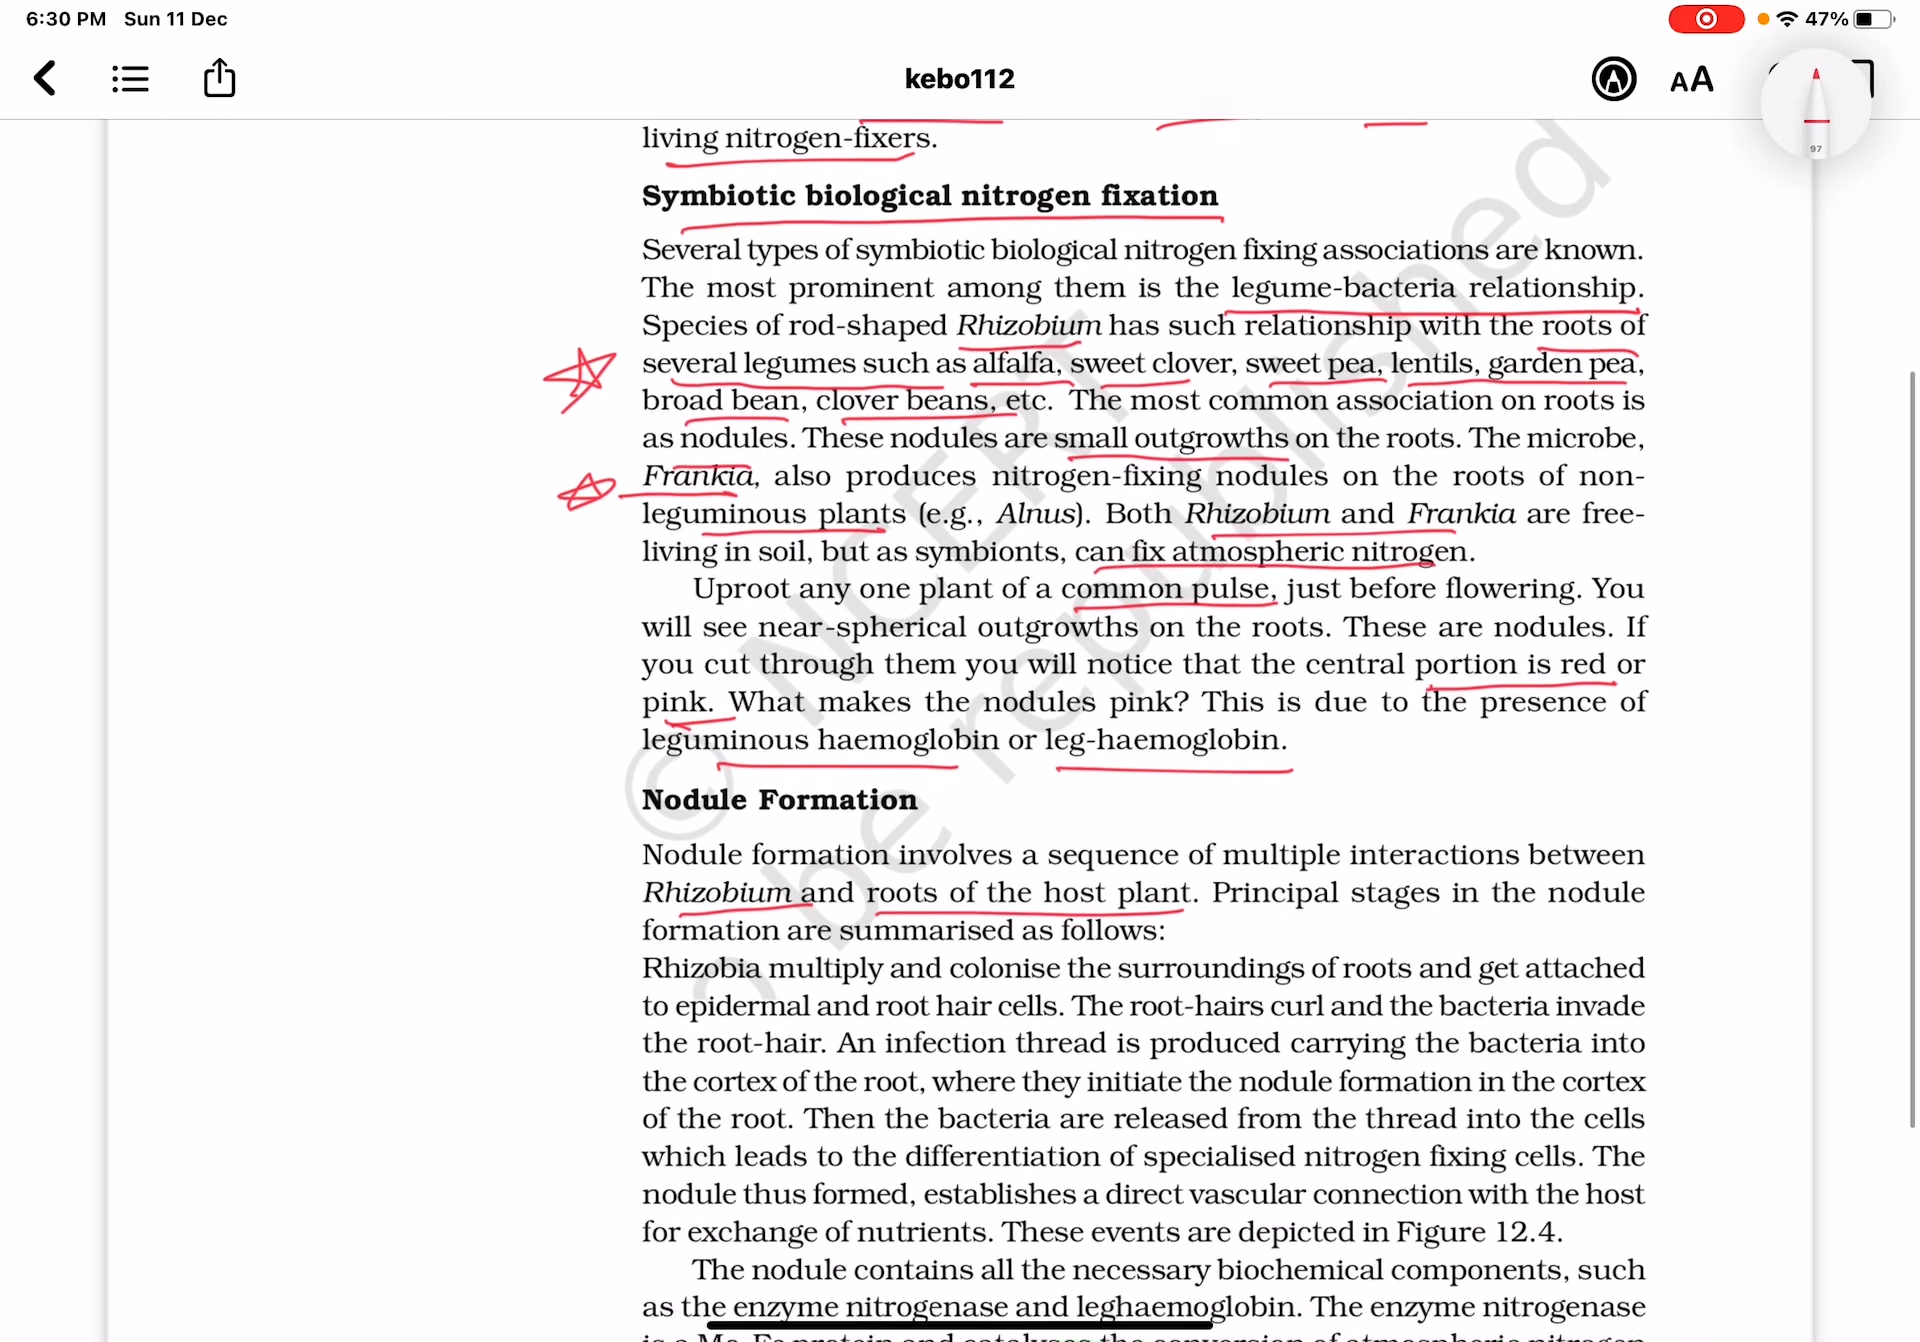 6:30 PM Sun 11 Dec
47%
kebo112
AA
97
living nitrogen-fixers.
Symbiotic biological nitrogen fixation
Several types of symbiotic biological nitrogen fixing associations are known.
The most prominent among them is the legume-bacteria relationship.
Species of rod-shaped Rhizobium has such relationship with the roots of
several legumes such as alfalfa, sweet clover, sweet pea, lentils, garden pea,
broad bean, clover beans, etc. The most common association on roots is
as nodules. These nodules are small outgrowths on the roots. The microbe,
Frankia, also produces nitrogen-fixing nodules on the roots of non-
leguminous plants (e.g., Alnus). Both Rhizobium and Frankia are free-
living in soil, but as symbionts, can fix atmospheric nitrogen.
Uproot any one plant of a common pulse, just before flowering. You
will see near-spherical outgrowths on the roots. These are nodules. If
you cut through them you will notice that the central portion is red or
pink. What makes the nodules pink? This is due to the presence of
leguminous haemoglobin or leg-haemoglobin.
Nodule Formation
Nodule formation involves a sequence of multiple interactions between
Rhizobium and roots of the host plant. Principal stages in the nodule
formation are summarised as follows:
Rhizobia multiply and colonise the surroundings of roots and get attached
to epidermal and root hair cells. The root-hairs curl and the bacteria invade
the root-hair. An infection thread is produced carrying the bacteria into
the cortex of the root, where they initiate the nodule formation in the cortex
of the root. Then the bacteria are released from the thread into the cells
which leads to the differentiation of specialised nitrogen fixing cells. The
nodule thus formed, establishes a direct vascular connection with the host
for exchange of nutrients. These events are depicted in Figure 12.4.
The nodule contains all the necessary biochemical components, such
as the enzyme nitrogenase and leghaemoglobin. The enzyme nitrogenase
© NCERT
be republished